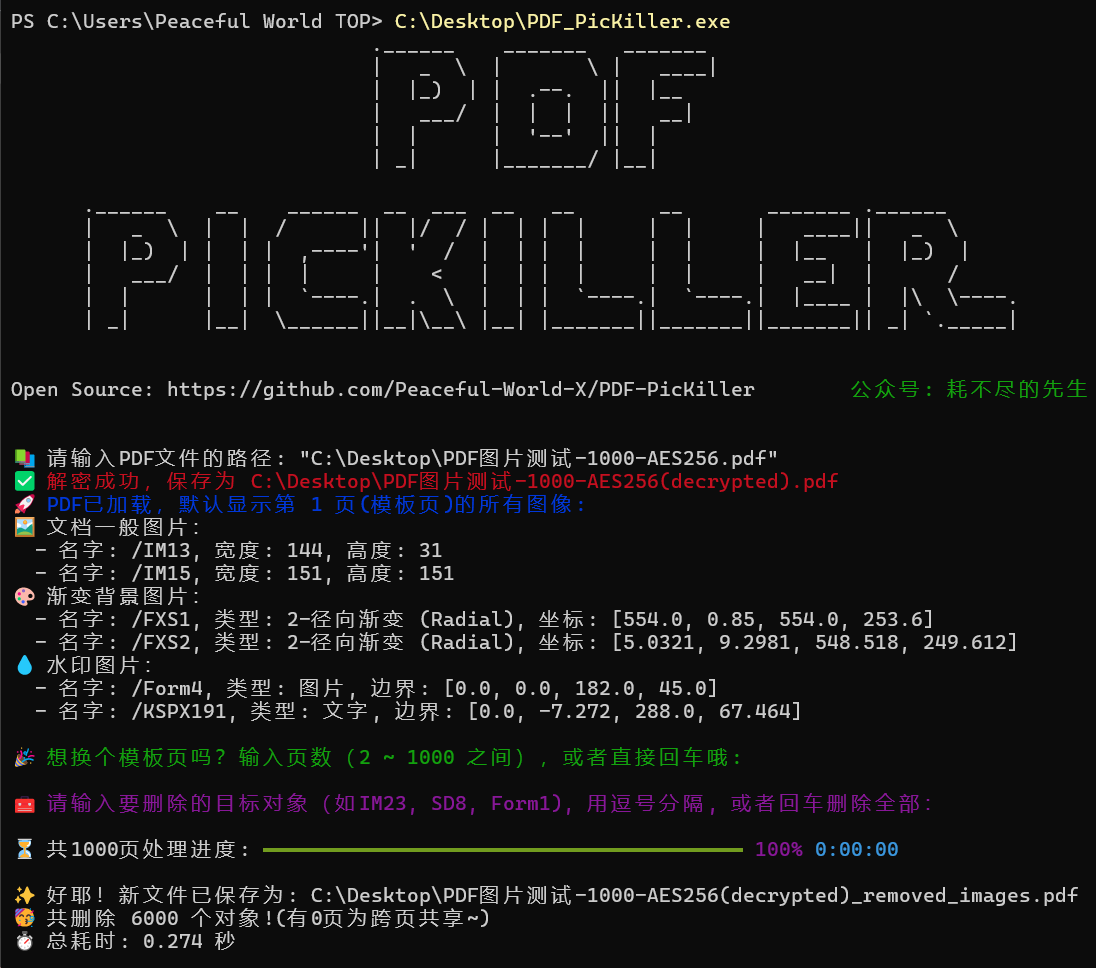 PS C:\Users\Peaceful World TOP> C:\Desktop\PDF_PicKiller.exe
PDF
PICKILLER
Open Source: https://github.com/Peaceful-World-X/PDF-PicKiller 公众号: 耗不尽的先生
📚 请输入PDF文件的路径: "C:\Desktop\PDF图片测试-1000-AES256.pdf"
✅ 解密成功, 保存为 C:\Desktop\PDF图片测试-1000-AES256(decrypted).pdf
🚀 PDF已加载, 默认显示第 1 页(模板页)的所有图像:
🖼️ 文档一般图片:
- 名字: /IM13, 宽度: 144, 高度: 31
- 名字: /IM15, 宽度: 151, 高度: 151
🎨 渐变背景图片:
- 名字: /FXS1, 类型: 2-径向渐变 (Radial), 坐标: [554.0, 0.85, 554.0, 253.6]
- 名字: /FXS2, 类型: 2-径向渐变 (Radial), 坐标: [5.0321, 9.2981, 548.518, 249.612]
💧 水印图片:
- 名字: /Form4, 类型: 图片, 边界: [0.0, 0.0, 182.0, 45.0]
- 名字: /KSPX191, 类型: 文字, 边界: [0.0, -7.272, 288.0, 67.464]
🎉 想换个模板页吗? 输入页数 (2 ~ 1000 之间) , 或者直接回车哦:
🧰 请输入要删除的目标对象 (如IM23, SD8, Form1), 用逗号分隔, 或者回车删除全部:
⏳ 共1000页处理进度: 100% 0:00:00
✨ 好耶! 新文件已保存为: C:\Desktop\PDF图片测试-1000-AES256(decrypted)_removed_images.pdf
🥳 共删除 6000 个对象!(有0页为跨页共享~)
⏱️ 总耗时: 0.274 秒